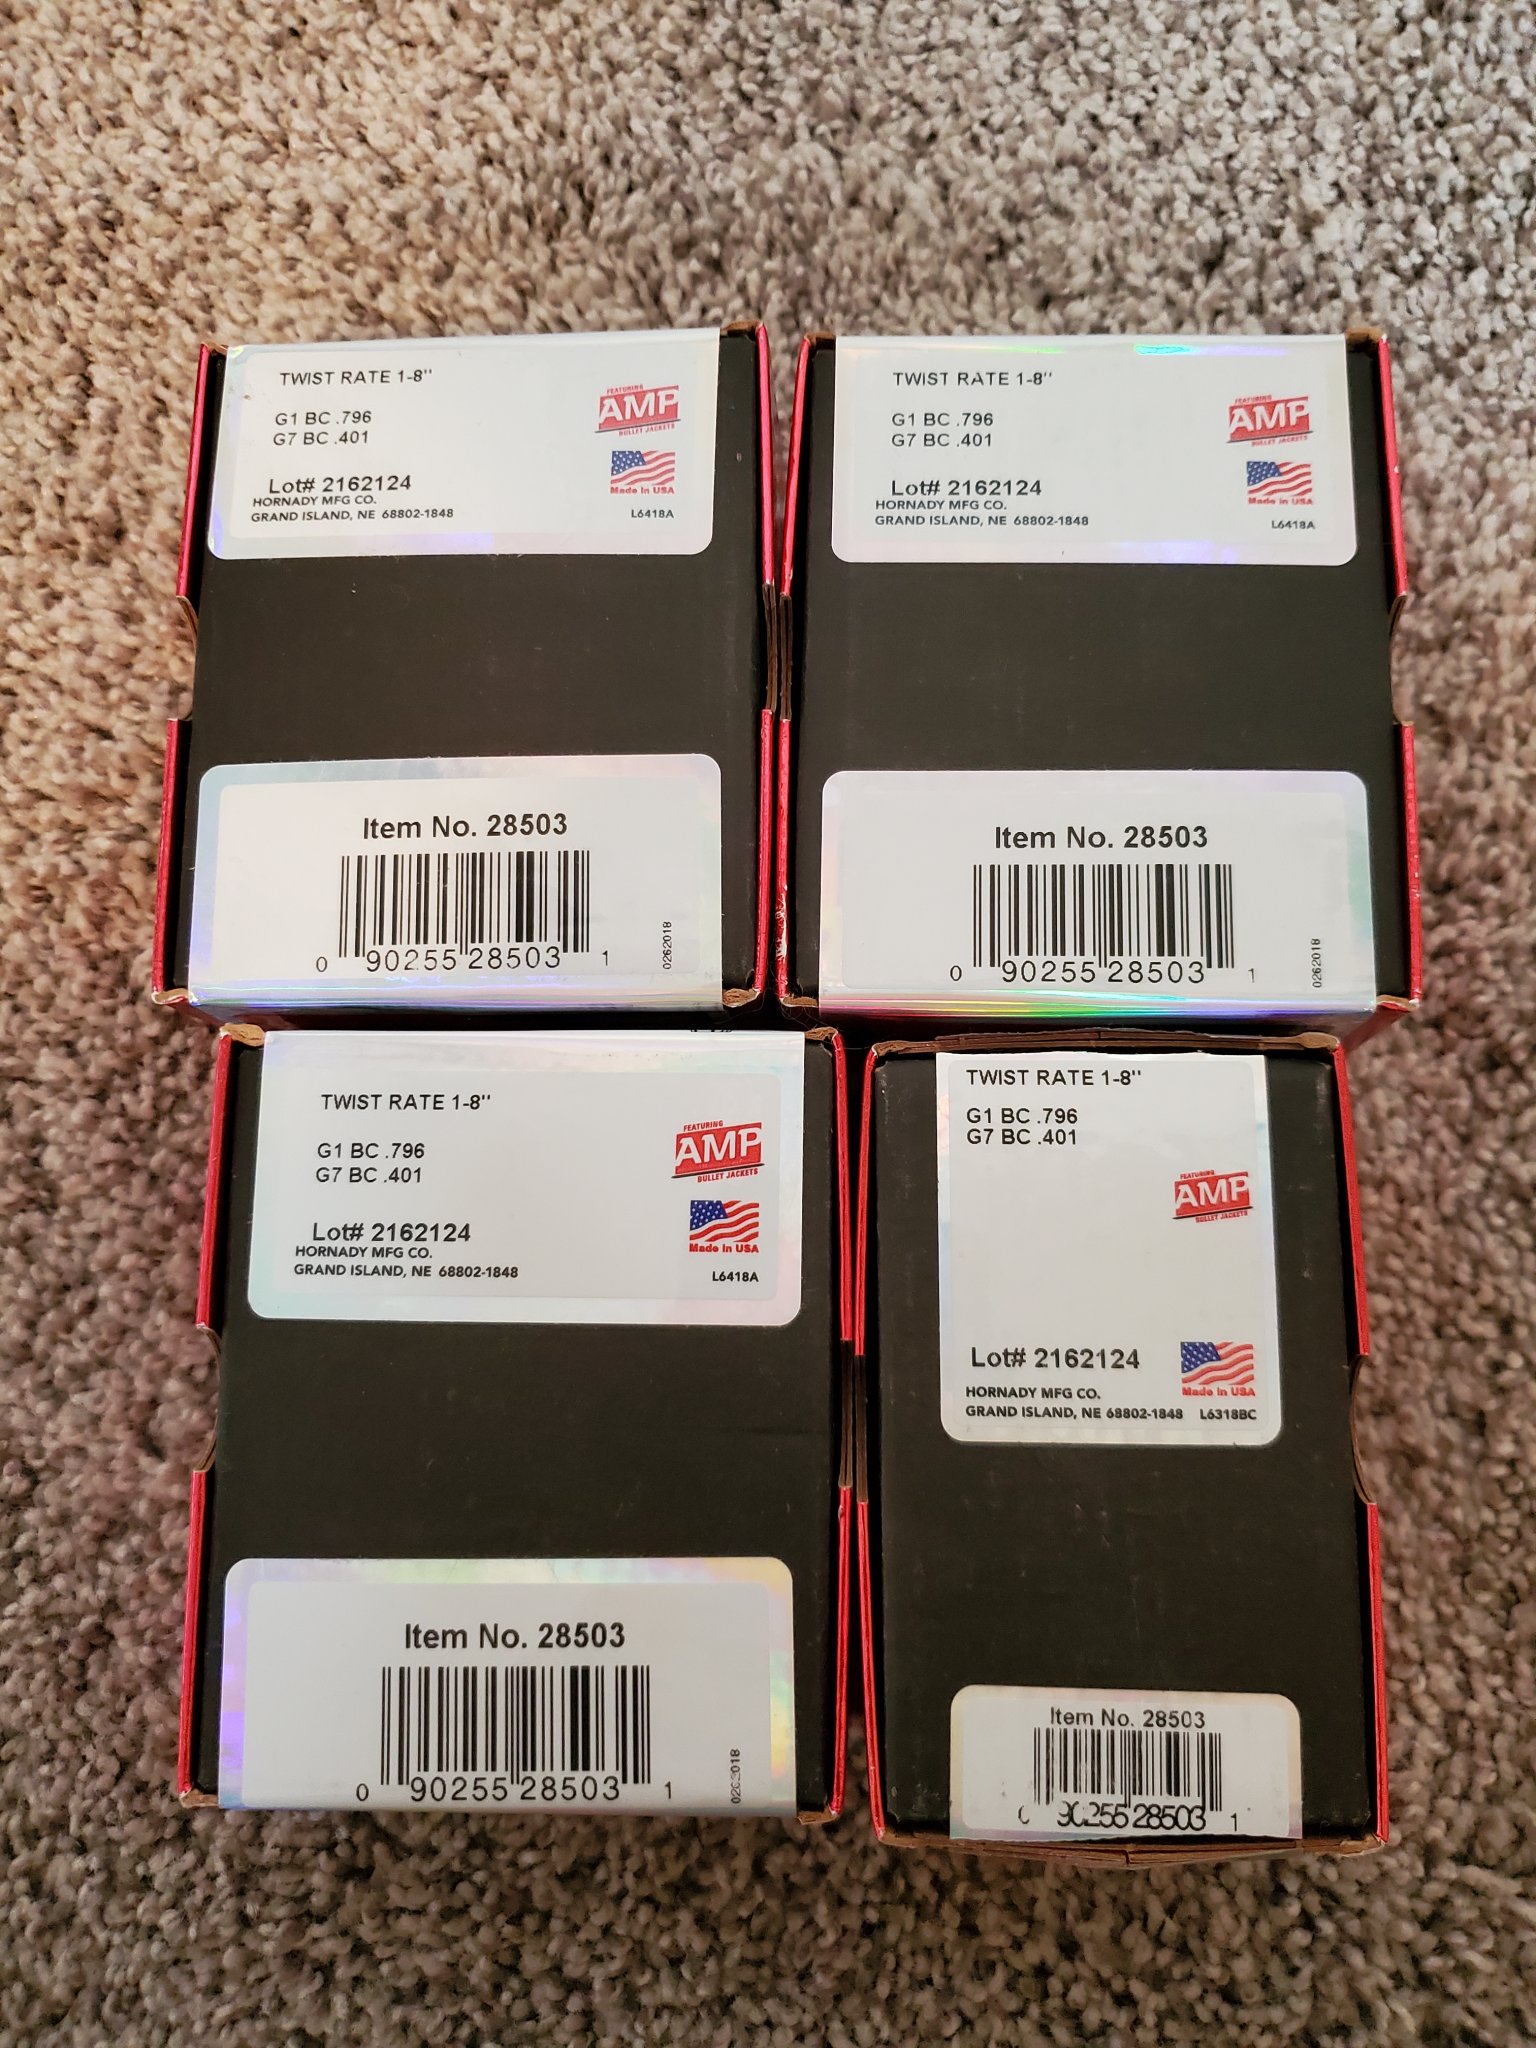 TWIST RATE 1-8"
G1 BC .796
G7 BC .401
FEATURING
AMP
BULLET JACKETS
Made in USA
Lot# 2162124
HORNADY MFG CO.
GRAND ISLAND, NE 68802-1848 L6418A
Item No. 28503
0 90255 28503 1
0262018
TWIST RATE 1-8"
G1 BC .796
G7 BC .401
FEATURING
AMP
BULLET JACKETS
Made in USA
Lot# 2162124
HORNADY MFG CO.
GRAND ISLAND, NE 68802-1848 L6418A
Item No. 28503
0 90255 28503 1
0262018
TWIST RATE 1-8"
G1 BC .796
G7 BC .401
FEATURING
AMP
BULLET JACKETS
Made in USA
Lot# 2162124
HORNADY MFG CO.
GRAND ISLAND, NE 68802-1848 L6418A
Item No. 28503
0 90255 28503 1
0262018
TWIST RATE 1-8"
G1 BC .796
G7 BC .401
FEATURING
AMP
BULLET JACKETS
Lot# 2162124
Made in USA
HORNADY MFG CO.
GRAND ISLAND, NE 68802-1848 L6318BC
Item No. 28503
0 90255 28503 1